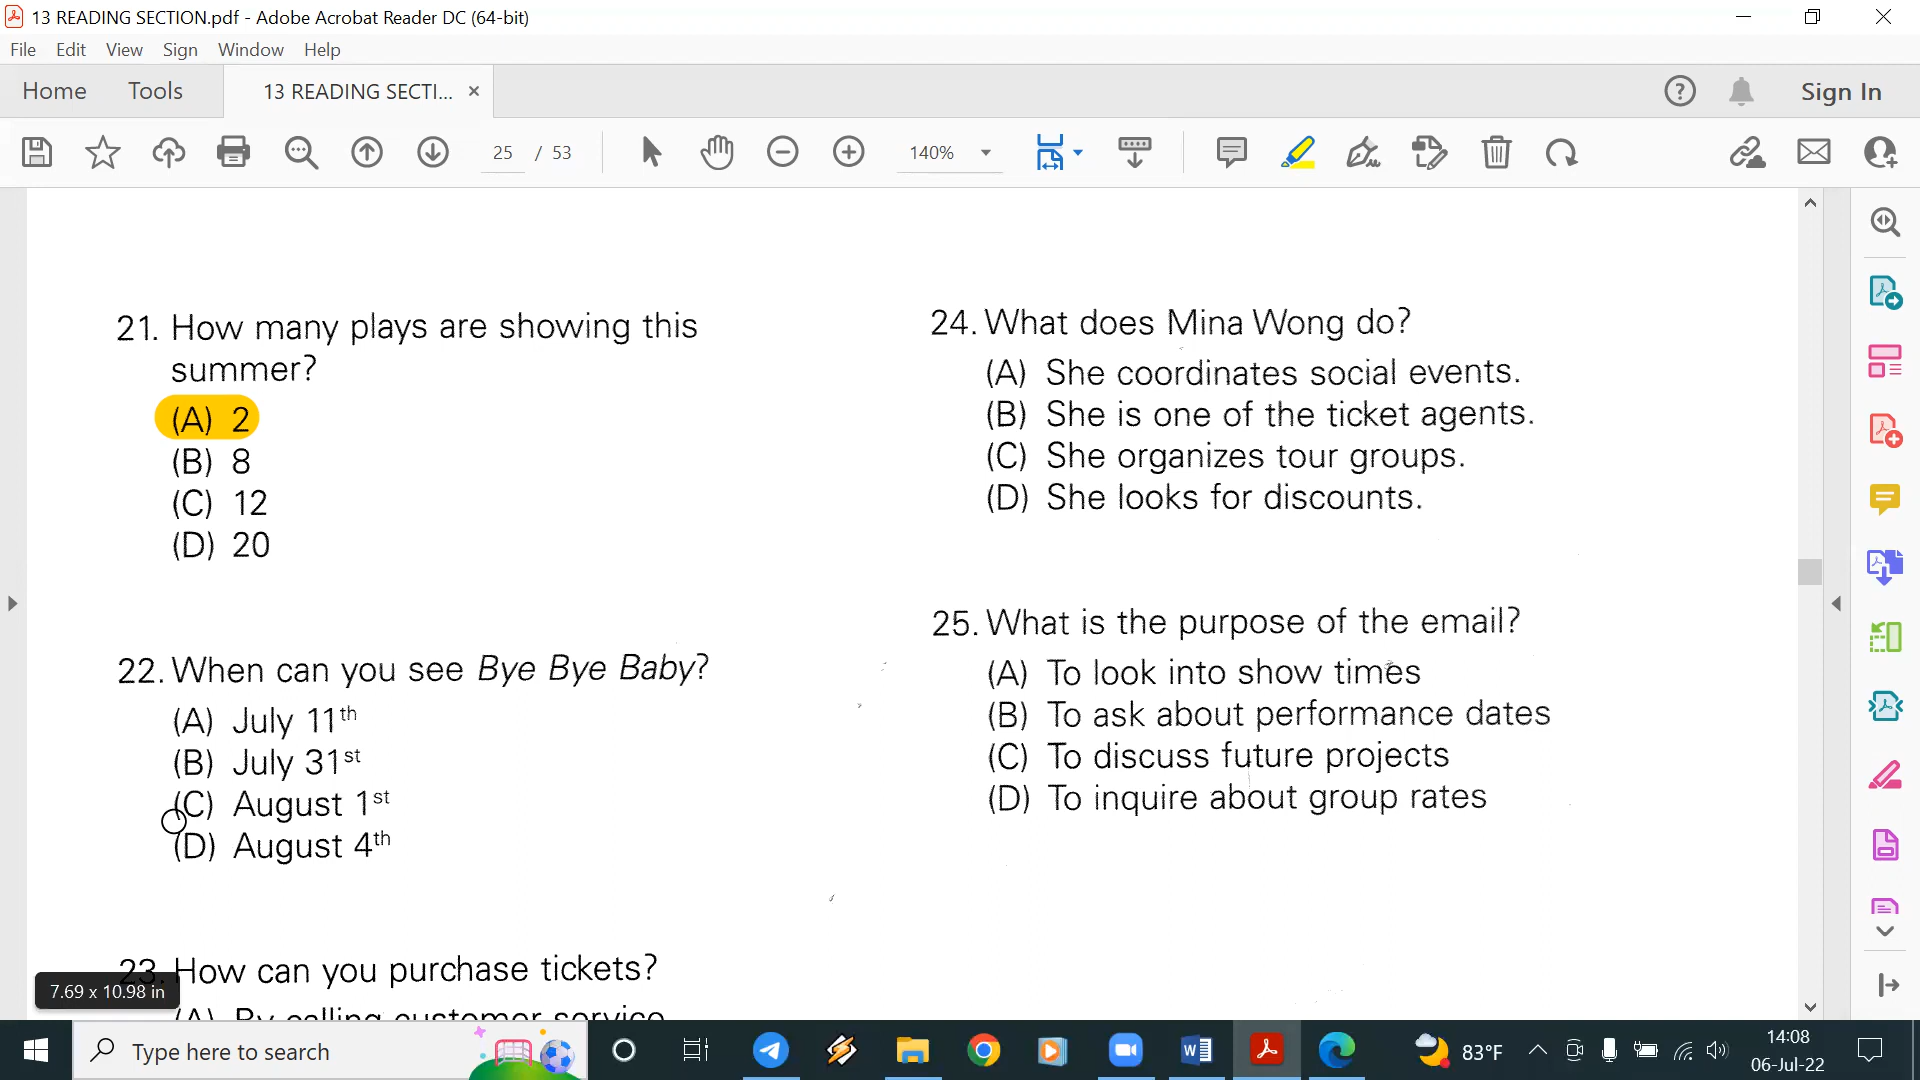 13 READING SECTION.pdf - Adobe Acrobat Reader DC (64-bit)
File Edit View Sign Window Help
Home Tools 13 READING SECTI... × Sign In
25 / 53 140%
21. How many plays are showing this
summer?
(A) 2
(B) 8
(C) 12
(D) 20
22. When can you see Bye Bye Baby?
(A) July 11th
(B) July 31st
(C) August 1st
(D) August 4th
23. How can you purchase tickets?
(A) By calling customer service
24. What does Mina Wong do?
(A) She coordinates social events.
(B) She is one of the ticket agents.
(C) She organizes tour groups.
(D) She looks for discounts.
25. What is the purpose of the email?
(A) To look into show times
(B) To ask about performance dates
(C) To discuss future projects
(D) To inquire about group rates
7.69 x 10.98 in
Type here to search
83°F
14:08
06-Jul-22